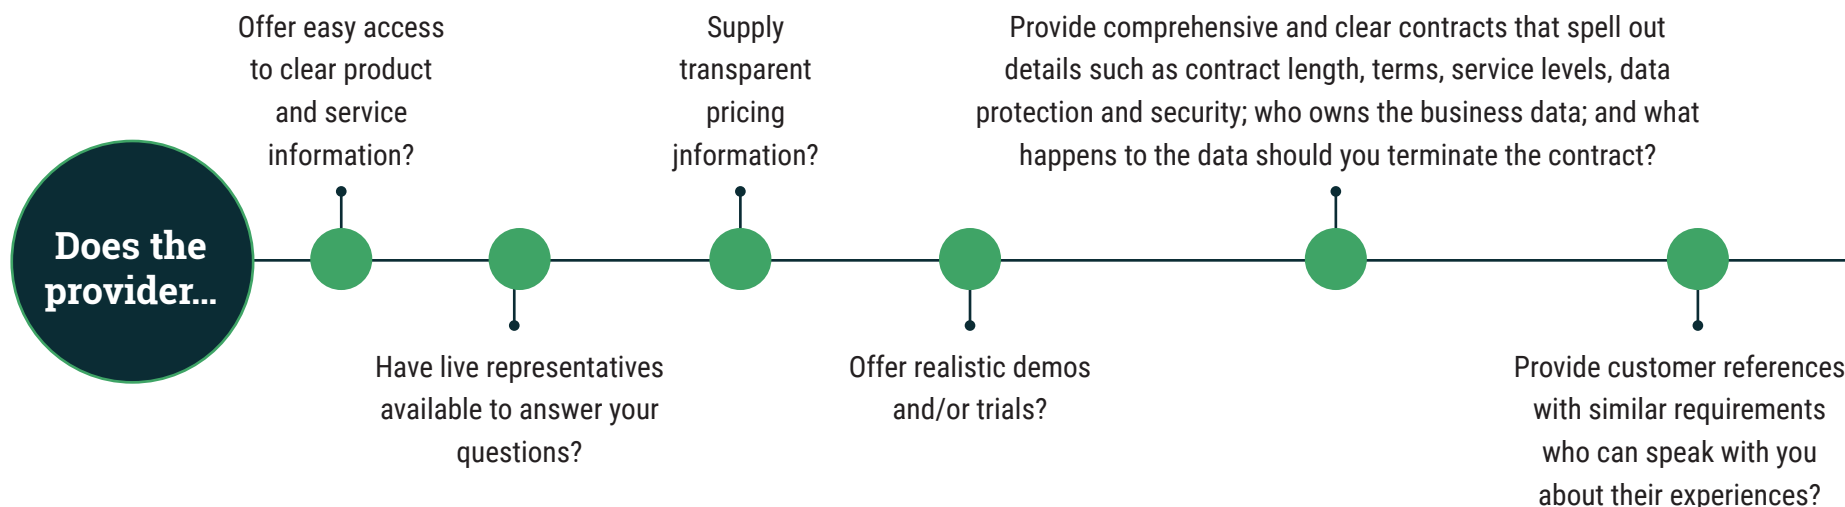 Does the
provider...
Offer easy access
to clear product
and service
information?
Have live representatives
available to answer your
questions?
Supply
transparent
pricing
jnformation?
Offer realistic demos
and/or trials?
Provide comprehensive and clear contracts that spell out
details such as contract length, terms, service levels, data
protection and security; who owns the business data; and what
happens to the data should you terminate the contract?
Provide customer references
with similar requirements
who can speak with you
about their experiences?